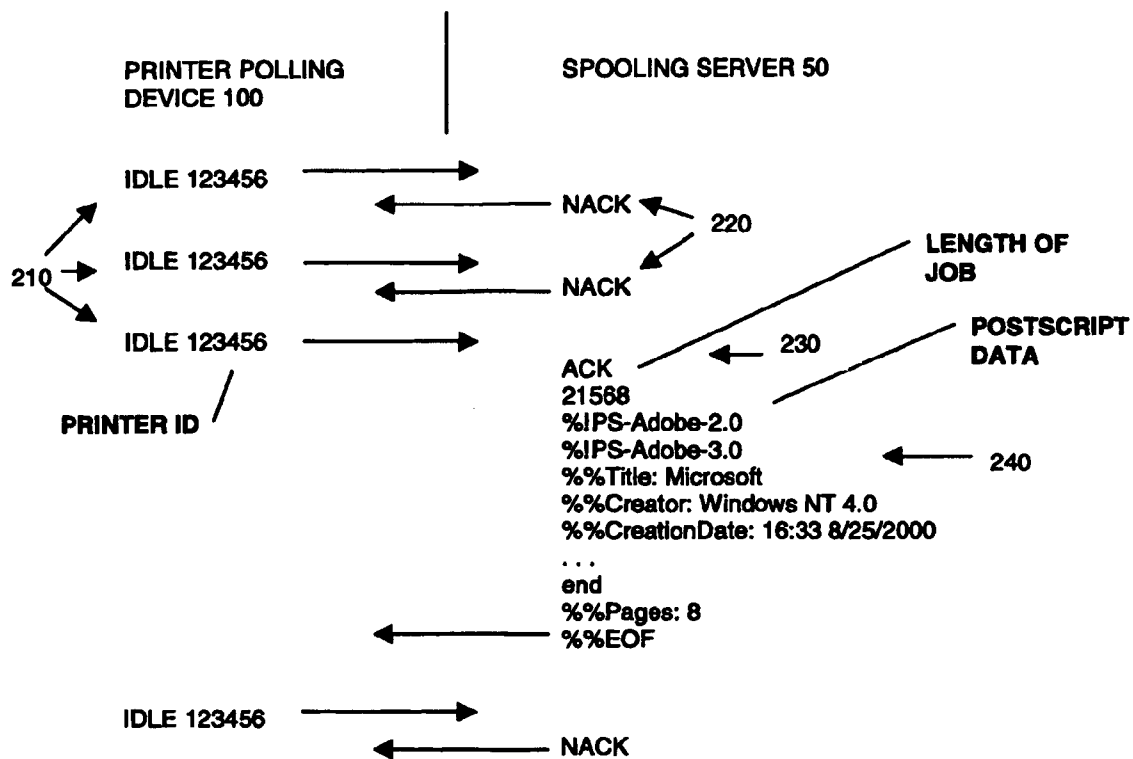 PRINTER POLLING
DEVICE 100
SPOOLING SERVER 50
IDLE 123456
NACK
220
LENGTH OF
JOB
210
IDLE 123456
NACK
POSTSCRIPT
DATA
IDLE 123456
230
ACK
21568
PRINTER ID
%!PS-Adobe-2.0
%!PS-Adobe-3.0
240
%%Title: Microsoft
%%Creator: Windows NT 4.0
%%CreationDate: 16:33 8/25/2000
. . .
end
%%Pages: 8
%%EOF
IDLE 123456
NACK